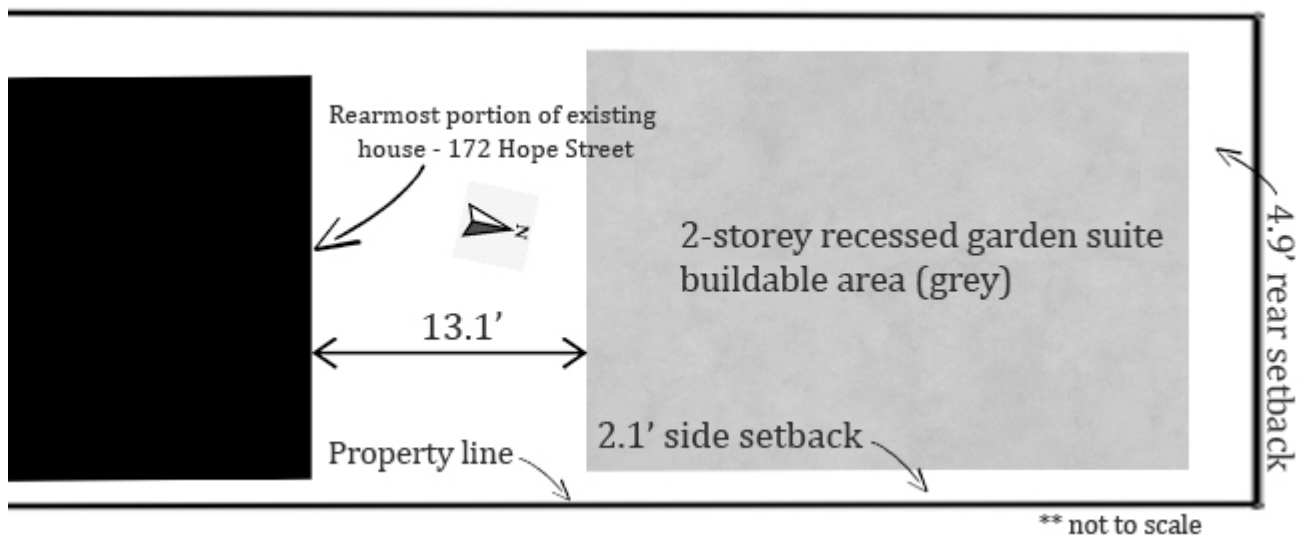 Rearmost portion of existing
house - 172 Hope Street
N
2-storey recessed garden suite
buildable area (grey)
13.1’
4.9’ rear setback
2.1’ side setback
Property line
** not to scale